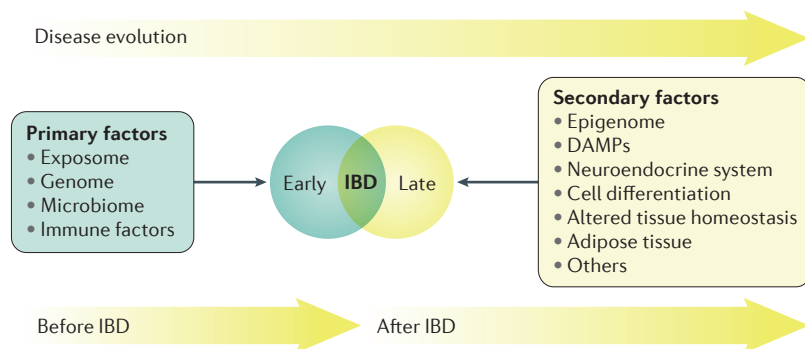 Disease evolution
Primary factors
• Exposome
• Genome
• Microbiome
• Immune factors
Early
IBD
Late
Secondary factors
• Epigenome
• DAMPs
• Neuroendocrine system
• Cell differentiation
• Altered tissue homeostasis
• Adipose tissue
• Others
Before IBD
After IBD